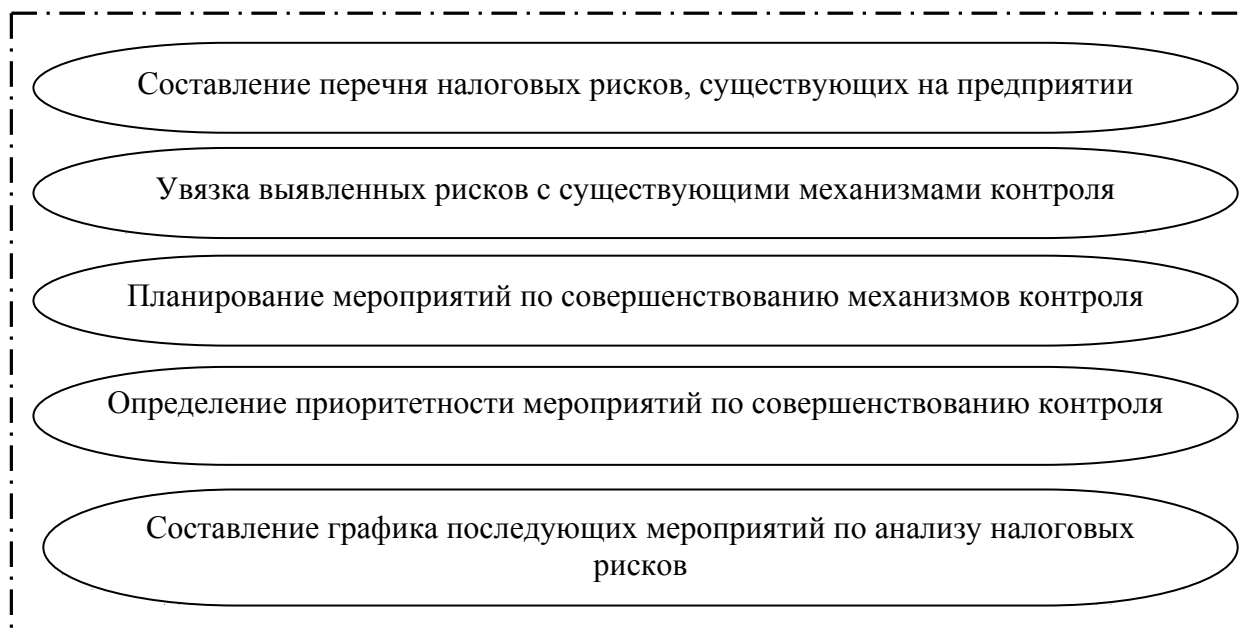 Составление перечня налоговых рисков, существующих на предприятии
Увязка выявленных рисков с существующими механизмами контроля
Планирование мероприятий по совершенствованию механизмов контроля
Определение приоритетности мероприятий по совершенствованию контроля
Составление графика последующих мероприятий по анализу налоговых
рисков